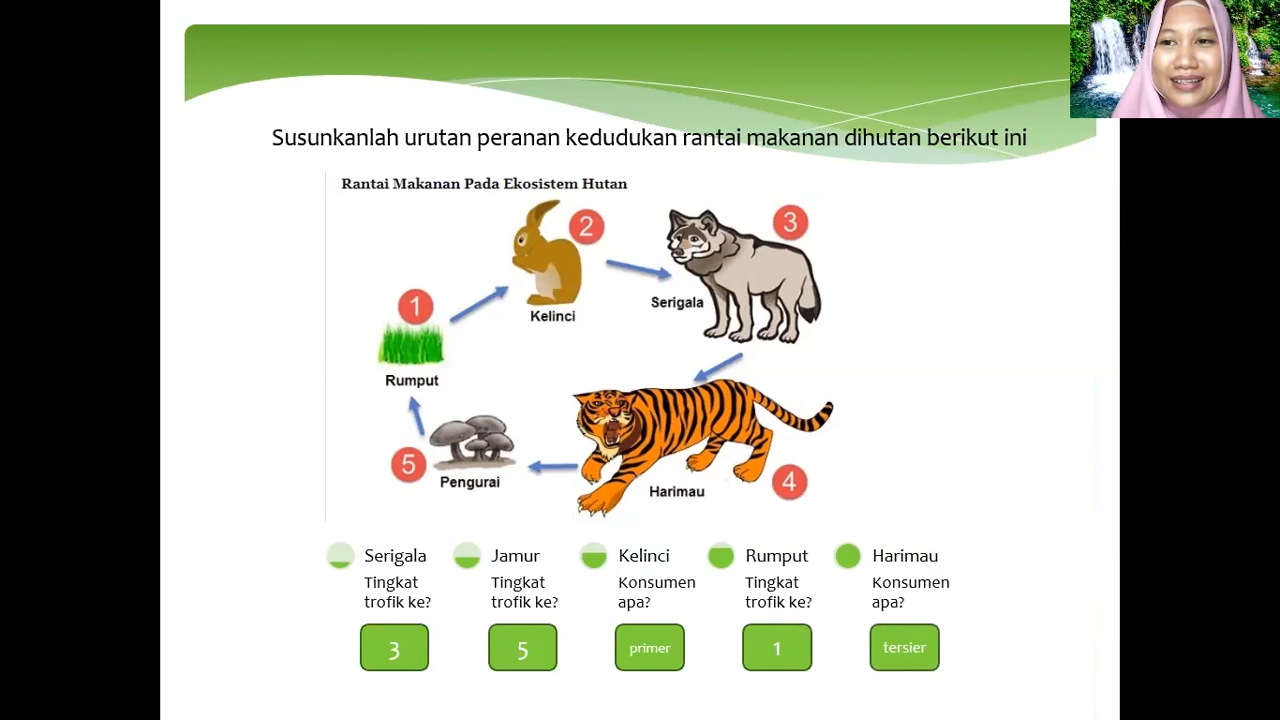 Susunkanlah urutan peranan kedudukan rantai makanan dihutan berikut ini
Rantai Makanan Pada Ekosistem Hutan
1
Rumput
2
Kelinci
3
Serigala
4
Harimau
5
Pengurai
Serigala
Tingkat
trofik ke?
3
Jamur
Tingkat
trofik ke?
5
Kelinci
Konsumen
apa?
primer
Rumput
Tingkat
trofik ke?
1
Harimau
Konsumen
apa?
tersier